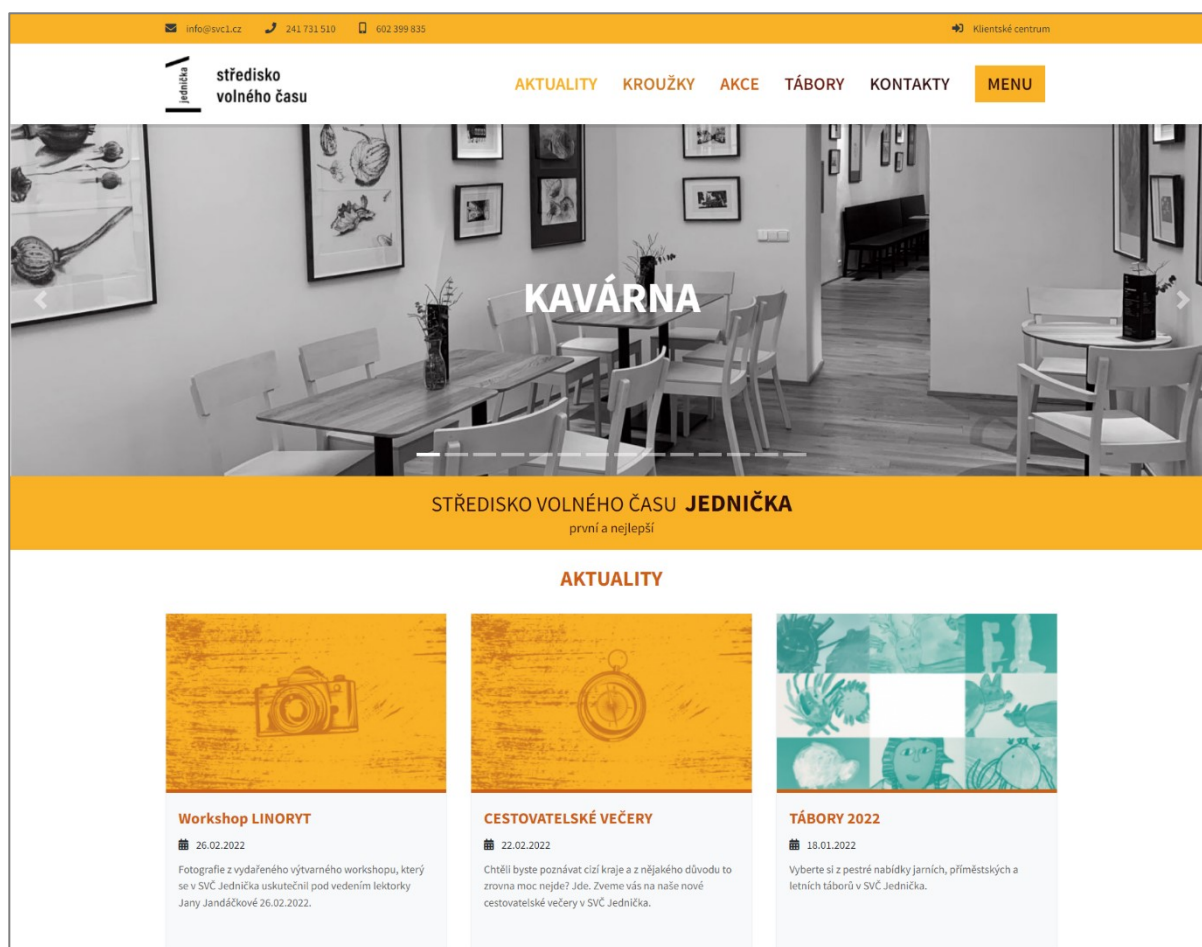 info@svc1.cz 241 731 510 602 399 835 Klientské centrum
jednička
středisko
volného času
AKTUALITY KROUŽKY AKCE TÁBORY KONTAKTY MENU
KAVÁRNA
STŘEDISKO VOLNÉHO ČASU JEDNIČKA
první a nejlepší
AKTUALITY
Workshop LINORYT
26.02.2022
Fotografie z vydařeného výtvarného workshopu, který
se v SVČ Jednička uskutečnil pod vedením lektorky
Jany Jandáčkové 26.02.2022.
CESTOVATELSKÉ VEČERY
22.02.2022
Chtěli byste poznávat cizí kraje a z nějakého důvodu to
zrovna moc nejde? Jde. Zveme vás na naše nové
cestovatelské večery v SVČ Jednička.
TÁBORY 2022
18.01.2022
Vyberte si z pestré nabídky jarních, příměstských a
letních táborů v SVČ Jednička.